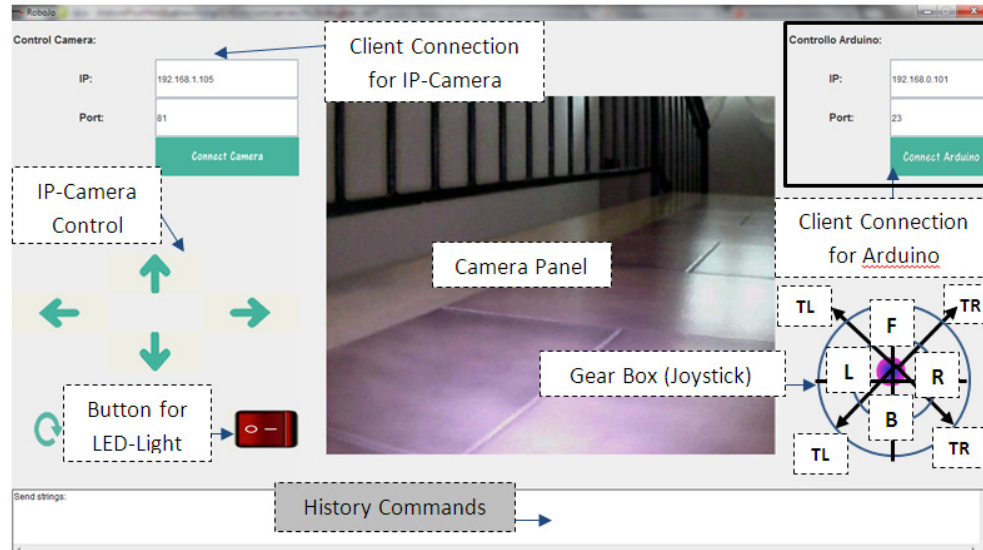 RoboJo
Control Camera:
IP:
192.168.1.105
Port:
81
Connect Camera
Client Connection
for IP-Camera
Controllo Arduino:
IP:
192.168.0.101
Port:
23
Connect Arduino
IP-Camera
Control
Client Connection
for Arduino
Camera Panel
TL
TR
F
L
R
B
TL
TR
Gear Box (Joystick)
Button for
LED-Light
Send strings:
History Commands